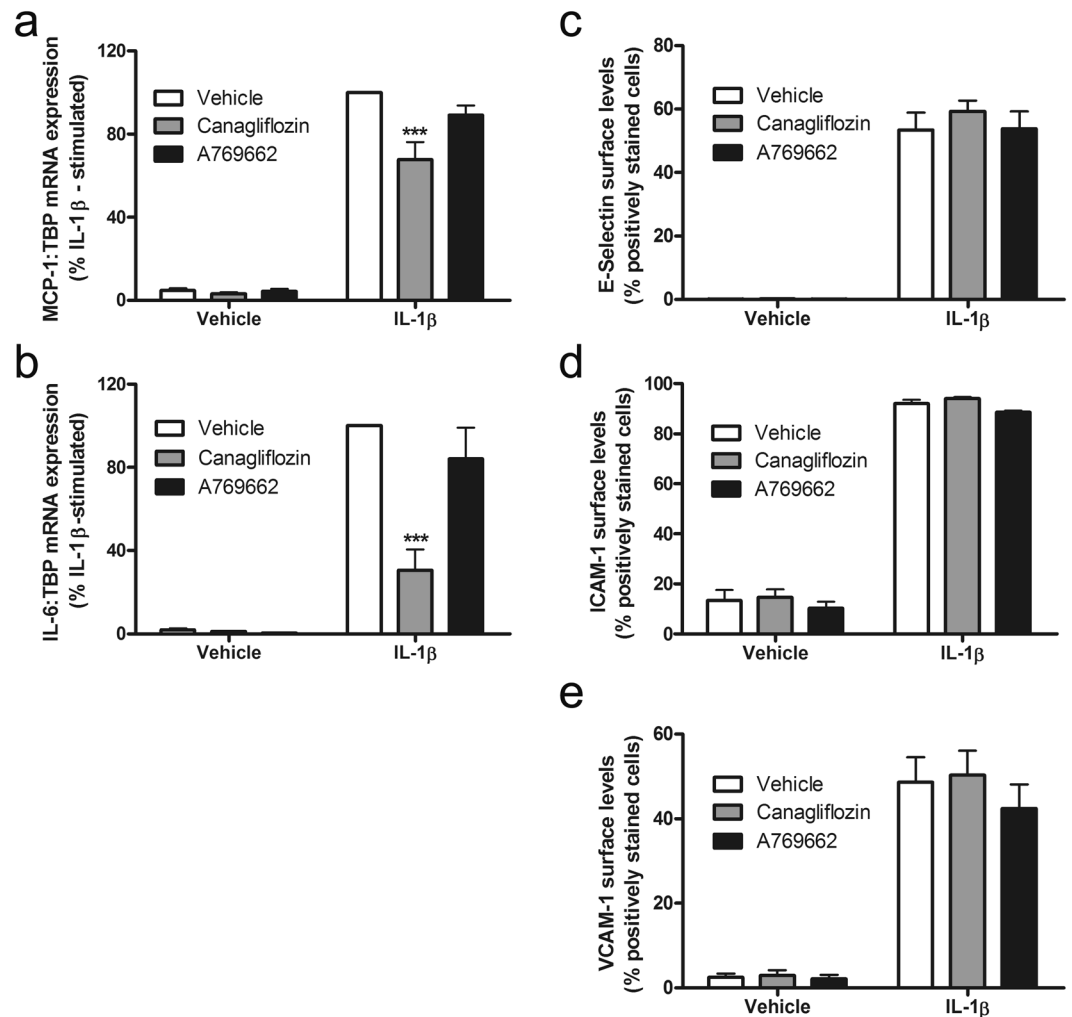 a
MCP-1:TBP mRNA expression
(% IL-1β - stimulated)
120
80
40
0
Vehicle
Canagliflozin
A769662
***
Vehicle
IL-1β
b
IL-6:TBP mRNA expression
(% IL-1β-stimulated)
120
80
40
0
Vehicle
Canagliflozin
A769662
***
Vehicle
IL-1β
c
E-Selectin surface levels
(% positively stained cells)
80
60
40
20
0
Vehicle
Canagliflozin
A769662
Vehicle
IL-1β
d
ICAM-1 surface levels
(% positively stained cells)
100
80
60
40
20
0
Vehicle
Canagliflozin
A769662
Vehicle
IL-1β
e
VCAM-1 surface levels
(% positively stained cells)
60
40
20
0
Vehicle
Canagliflozin
A769662
Vehicle
IL-1β